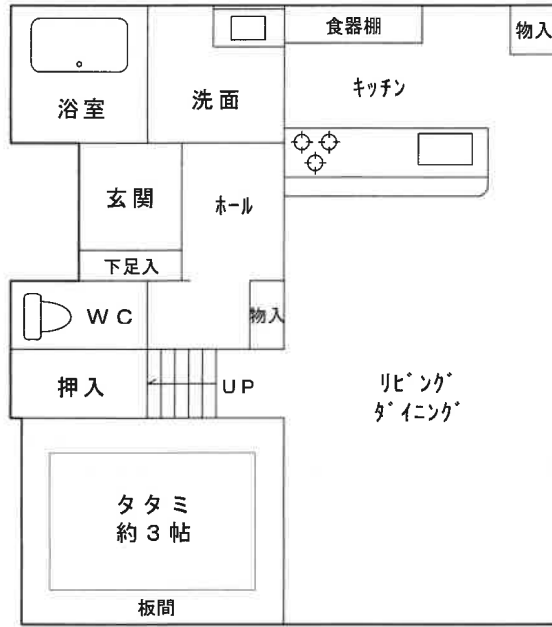 食器棚
物入
浴室
洗面
キッチン
玄関
ホール
下足入
WC
物入
押入
UP
リビング
ダイニング
タタミ
約3帖
板間